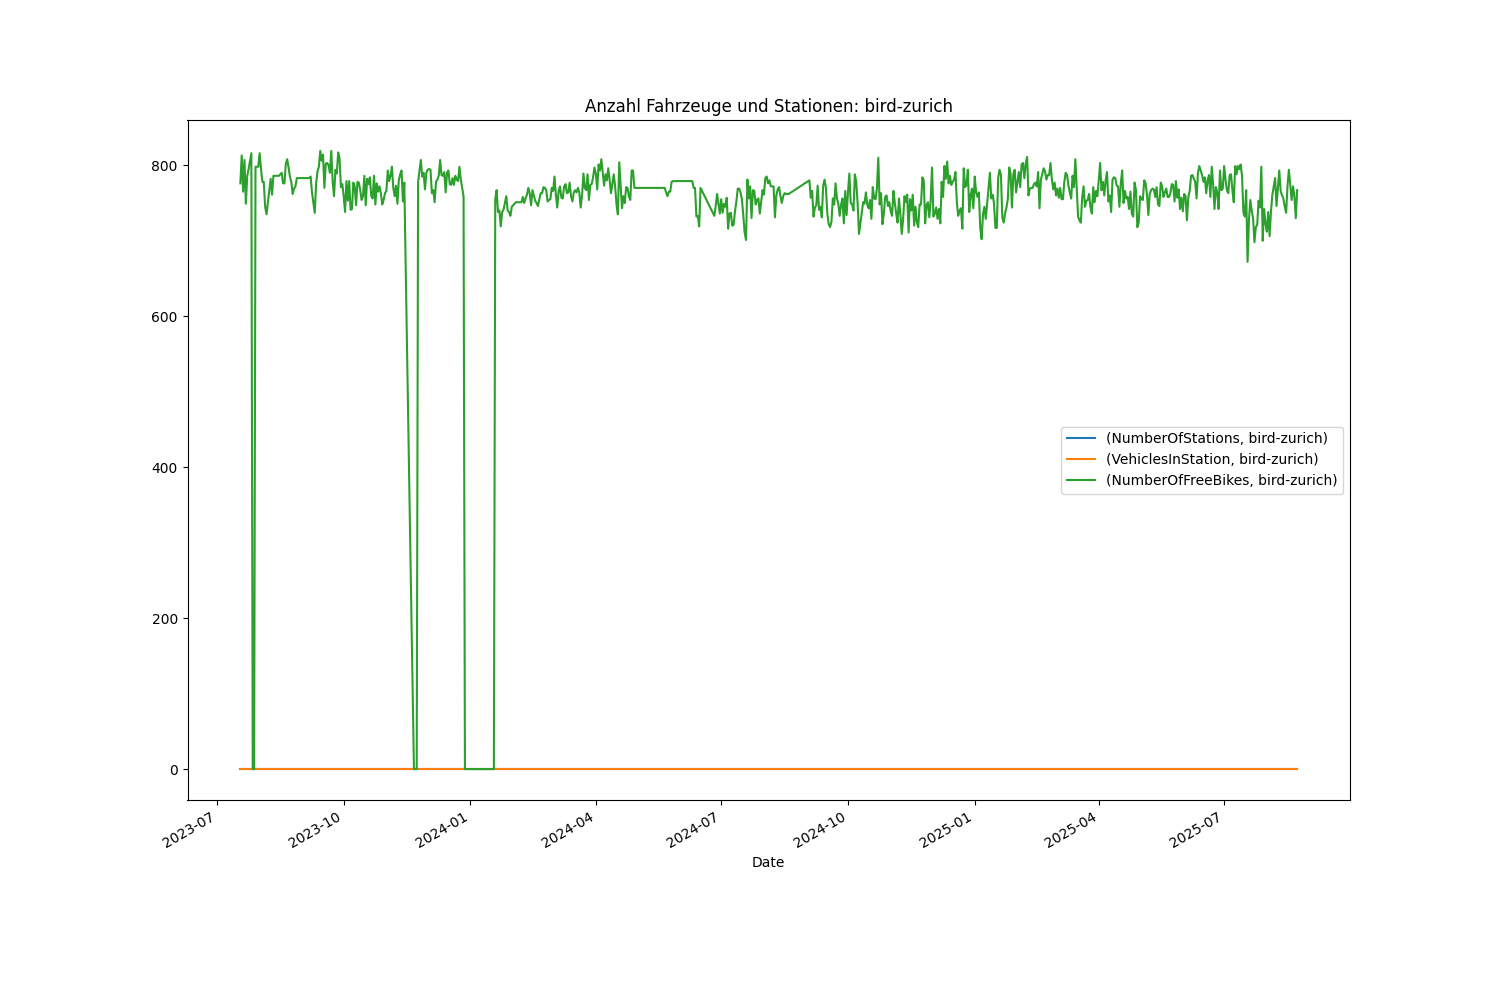 Anzahl Fahrzeuge und Stationen: bird-zurich
800
600
400
200
0
(NumberOfStations, bird-zurich)
(VehiclesInStation, bird-zurich)
(NumberOfFreeBikes, bird-zurich)
2023-07
2023-10
2024-01
2024-04
2024-07
2024-10
2025-01
2025-04
2025-07
Date